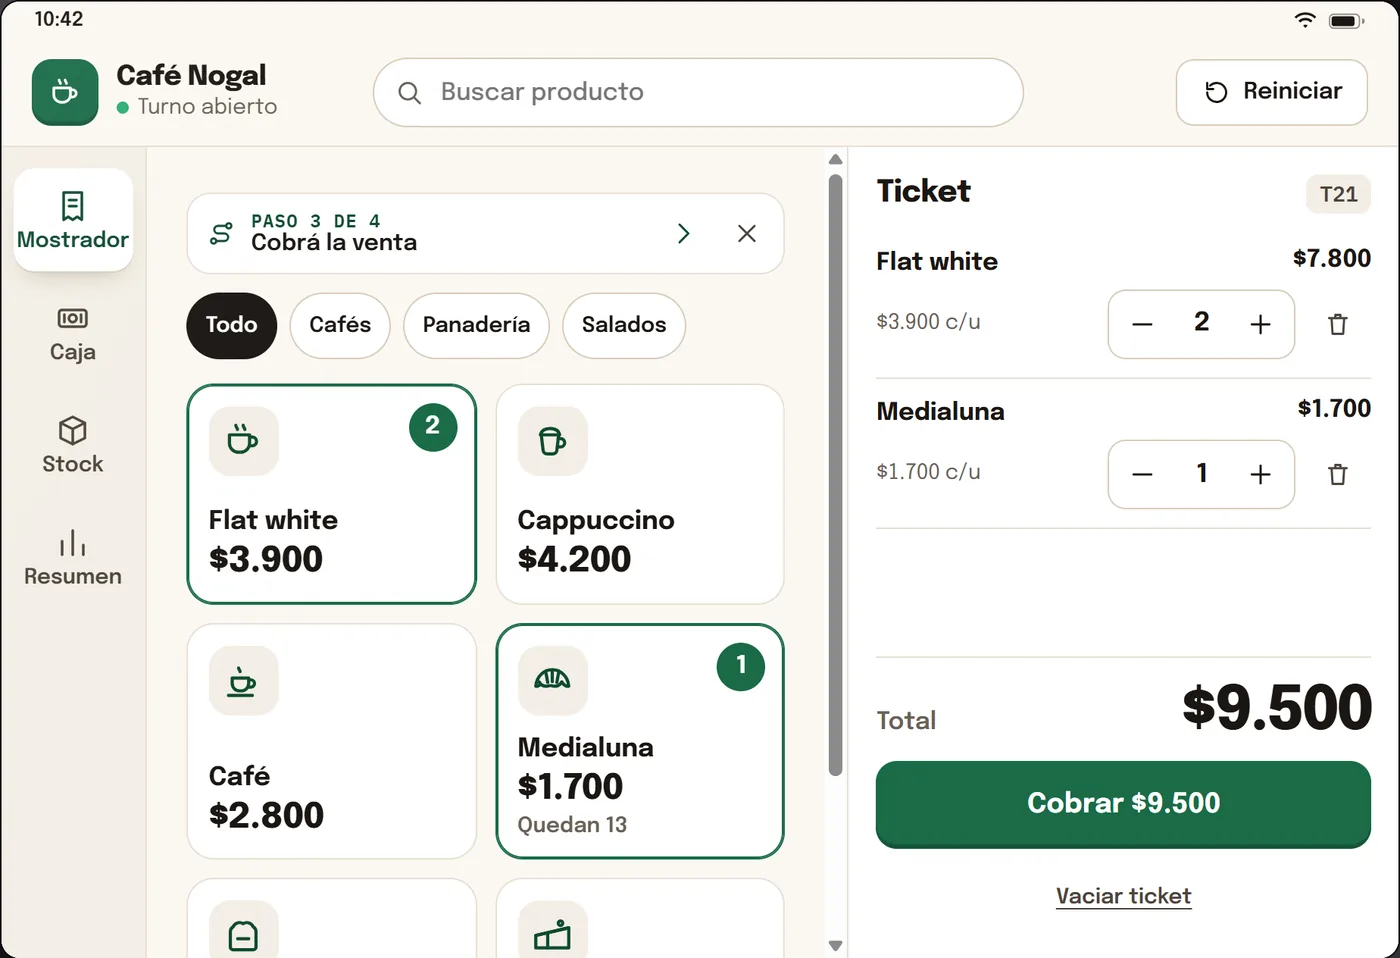 10:42
Café Nogal
Turno abierto
Buscar producto
Reiniciar
Mostrador
Caja
Stock
Resumen
PASO 3 DE 4
Cobrá la venta
Todo
Cafés
Panadería
Salados
2
Flat white
$3.900
Cappuccino
$4.200
Café
$2.800
1
Medialuna
$1.700
Quedan 13
Ticket
T21
Flat white
$7.800
$3.900 c/u
2
Medialuna
$1.700
$1.700 c/u
1
Total
$9.500
Cobrar $9.500
Vaciar ticket